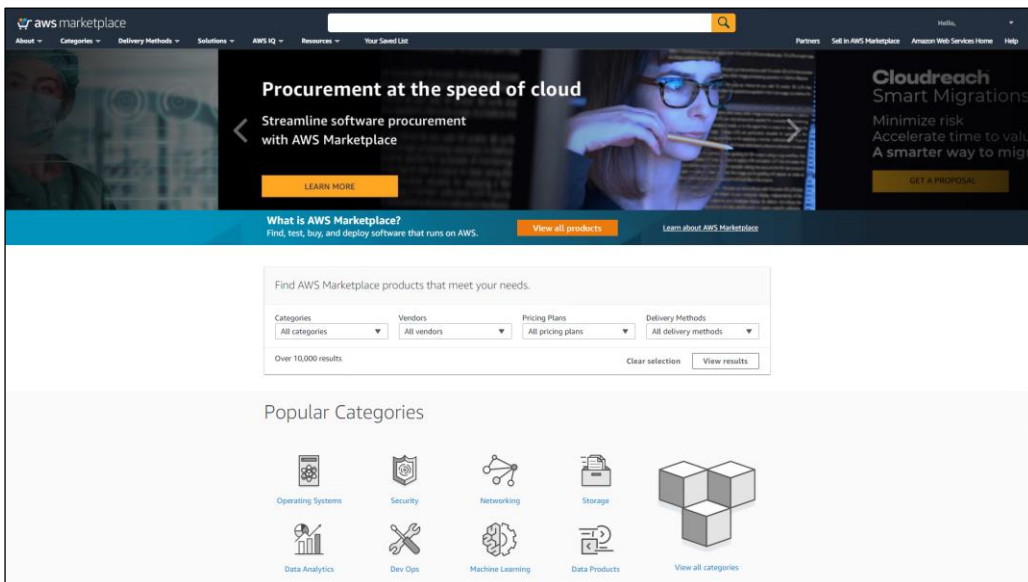 aws marketplace
Hello,
About
Categories
Delivery Methods
Solutions
AWS IQ
Resources
Your Saved List
Partners
Sell in AWS Marketplace
Amazon Web Services Home
Help
Procurement at the speed of cloud
Streamline software procurement
with AWS Marketplace
LEARN MORE
Cloudreach
Smart Migrations
Minimize risk
Accelerate time to valu
A smarter way to mig
GET A PROPOSAL
What is AWS Marketplace?
Find, test, buy, and deploy software that runs on AWS.
View all products
Learn about AWS Marketplace
Find AWS Marketplace products that meet your needs.
Categories
Vendors
Pricing Plans
Delivery Methods
All categories
All vendors
All pricing plans
All delivery methods
Over 10,000 results
Clear selection
View results
Popular Categories
Operating Systems
Security
Networking
Storage
Data Analytics
Dev Ops
Machine Learning
Data Products
View all categories